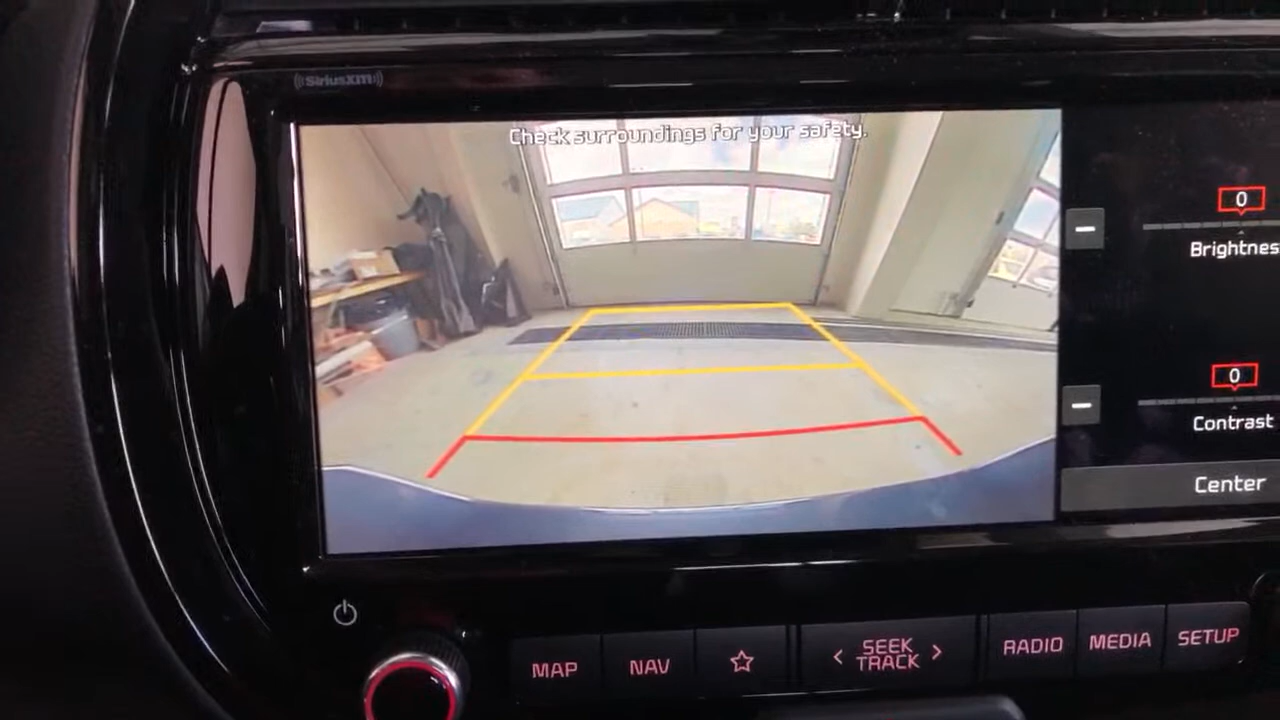 SiriusXM
Check surroundings for your safety.
0
Brightnes
0
Contrast
Center
MAP
NAV
SEEK
TRACK
RADIO
MEDIA
SETUP